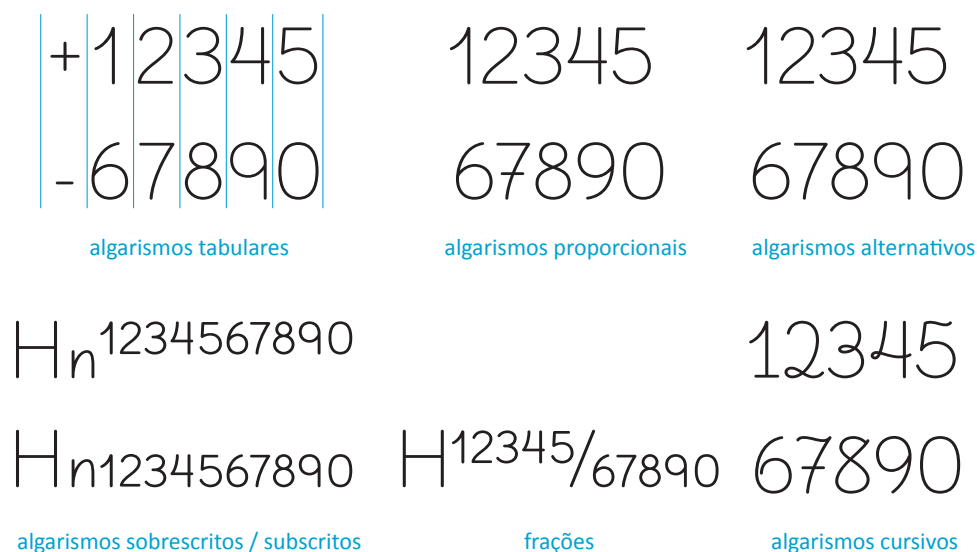 +12345
-67890
algarismos tabulares
12345
67890
algarismos proporcionais
12345
67890
algarismos alternativos
Hn1234567890
Hn1234567890
algarismos sobrescritos / subscritos
H12345/67890
frações
12345
67890
algarismos cursivos